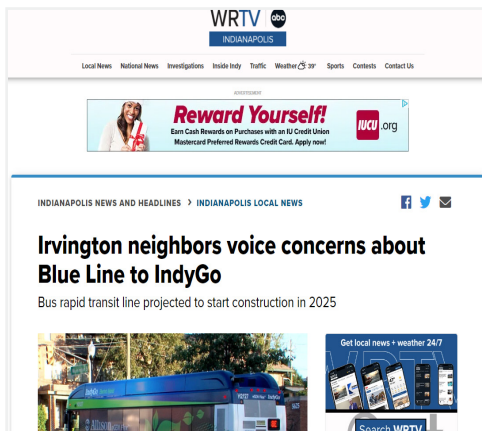 WRTV abc
INDIANAPOLIS
Local News National News Investigations Inside Indy Traffic Weather 39° Sports Contests Contact Us
ADVERTISEMENT
Reward Yourself!
Earn Cash Rewards on Purchases with an IU Credit Union
Mastercard Preferred Rewards Credit Card. Apply now!
IUCU .org
INDIANAPOLIS NEWS AND HEADLINES > INDIANAPOLIS LOCAL NEWS
Irvington neighbors voice concerns about
Blue Line to IndyGo
Bus rapid transit line projected to start construction in 2025
Get local news + weather 24/7
WRTV
Allison
Search WRTV